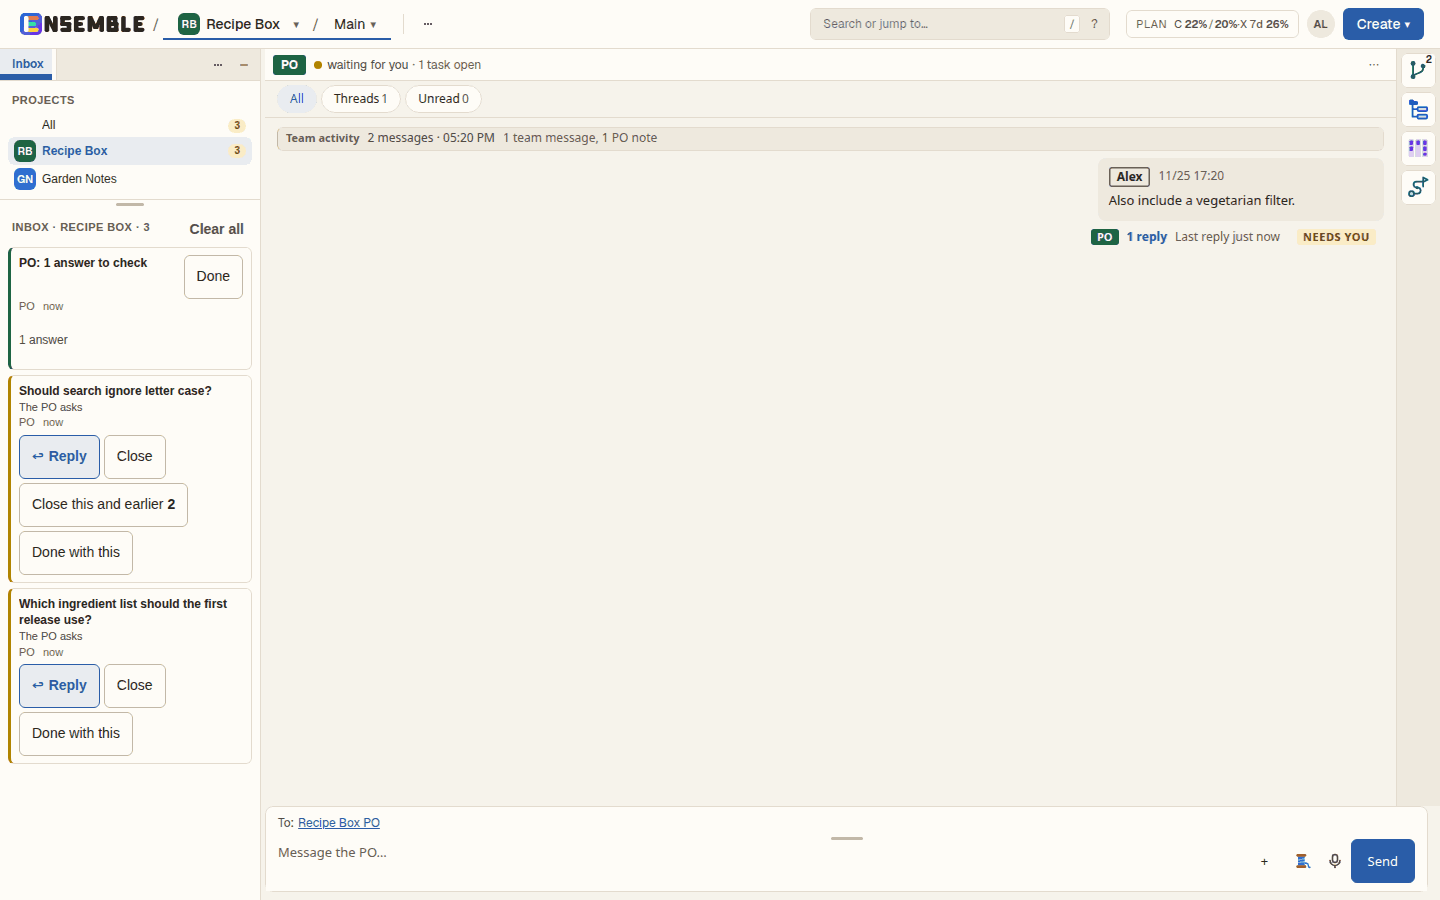 ENSEMBLE / RB Recipe Box ▾ / Main ▾ ···
Search or jump to... / ?
PLAN C 22% / 20%·X 7d 26%
AL
Create ▾
Inbox ··· –
PROJECTS
All 3
RB Recipe Box 3
GN Garden Notes
INBOX · RECIPE BOX · 3 Clear all
PO: 1 answer to check
Done
PO now
1 answer
Should search ignore letter case?
The PO asks
PO now
↩ Reply Close
Close this and earlier 2
Done with this
Which ingredient list should the first
release use?
The PO asks
PO now
↩ Reply Close
Done with this
PO waiting for you · 1 task open ···
All Threads 1 Unread 0
Team activity 2 messages · 05:20 PM 1 team message, 1 PO note
Alex 11/25 17:20
Also include a vegetarian filter.
PO 1 reply Last reply just now NEEDS YOU
2
To: Recipe Box PO
Message the PO...
+ Send